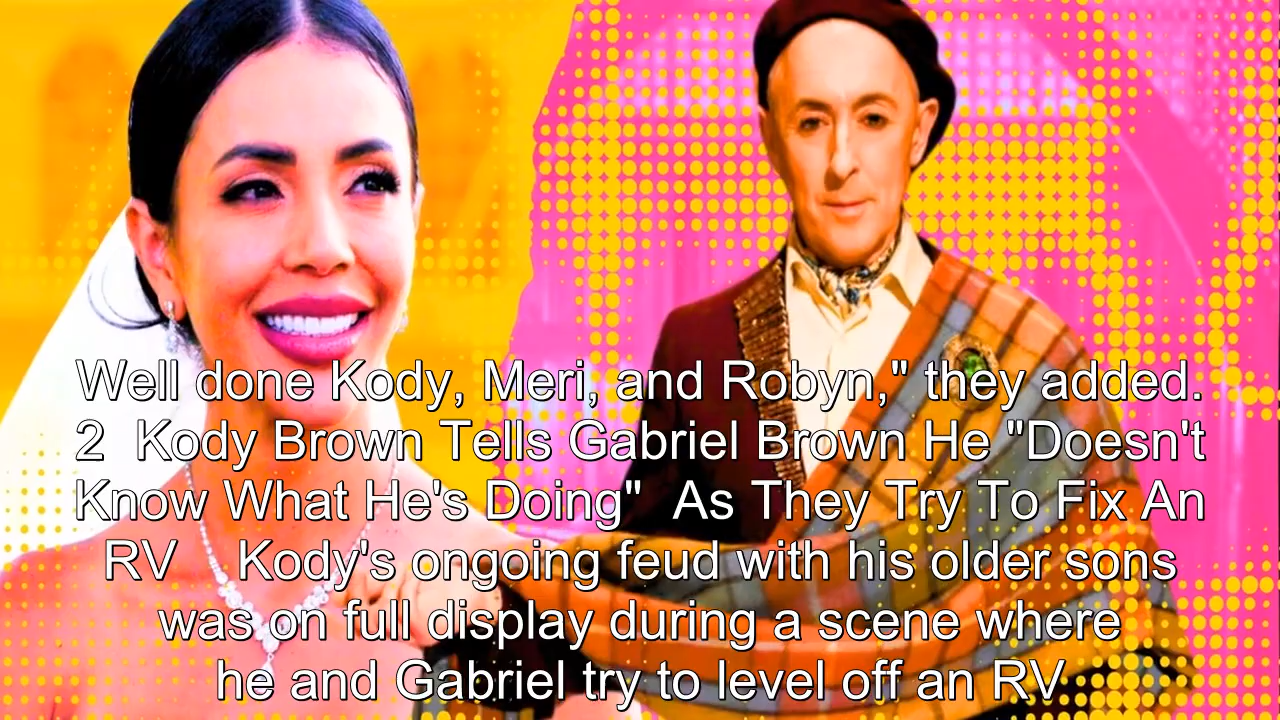 Well done Kody, Meri, and Robyn," they added.
2  Kody Brown Tells Gabriel Brown He "Doesn't
Know What He's Doing"  As They Try To Fix An
RV    Kody's ongoing feud with his older sons
was on full display during a scene where
he and Gabriel try to level off an RV